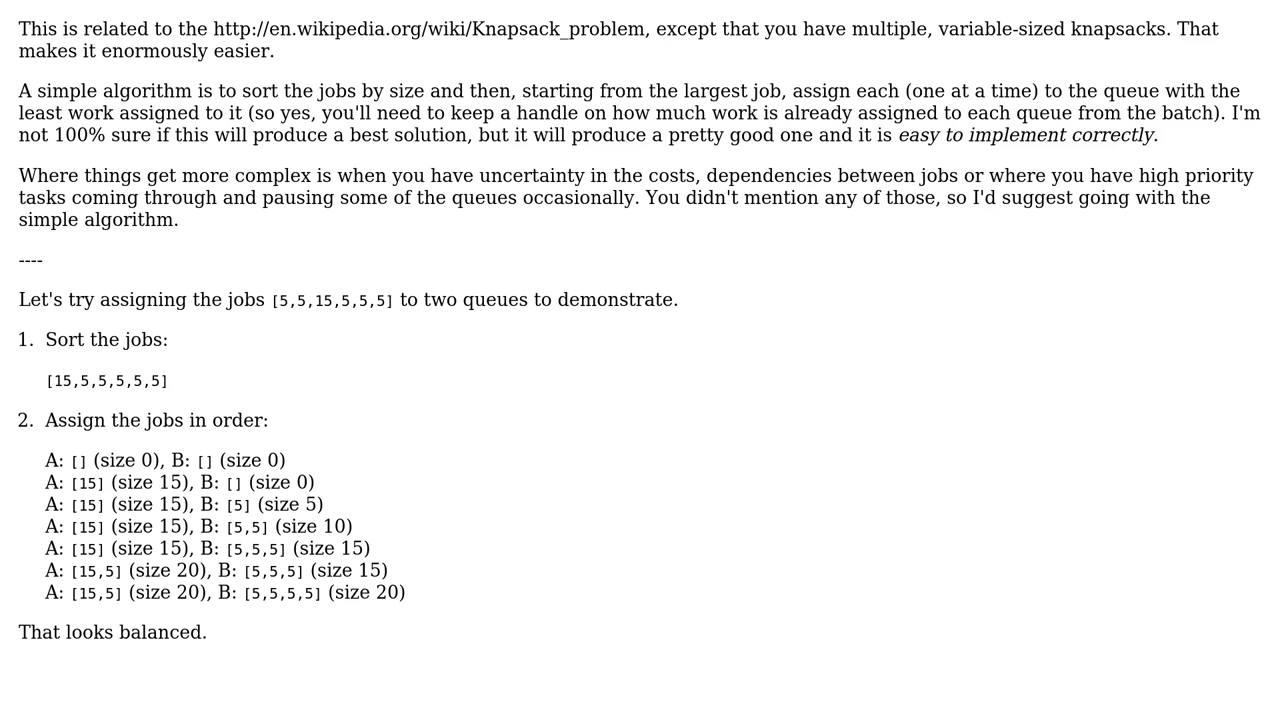 This is related to the http://en.wikipedia.org/wiki/Knapsack_problem, except that you have multiple, variable-sized knapsacks. That
makes it enormously easier.
A simple algorithm is to sort the jobs by size and then, starting from the largest job, assign each (one at a time) to the queue with the
least work assigned to it (so yes, you'll need to keep a handle on how much work is already assigned to each queue from the batch). I'm
not 100% sure if this will produce a best solution, but it will produce a pretty good one and it is easy to implement correctly.
Where things get more complex is when you have uncertainty in the costs, dependencies between jobs or where you have high priority
tasks coming through and pausing some of the queues occasionally. You didn't mention any of those, so I'd suggest going with the
simple algorithm.
----
Let's try assigning the jobs [5,5,15,5,5,5] to two queues to demonstrate.
1. Sort the jobs:
[15,5,5,5,5,5]
2. Assign the jobs in order:
A: [] (size 0), B: [] (size 0)
A: [15] (size 15), B: [] (size 0)
A: [15] (size 15), B: [5] (size 5)
A: [15] (size 15), B: [5,5] (size 10)
A: [15] (size 15), B: [5,5,5] (size 15)
A: [15,5] (size 20), B: [5,5,5] (size 15)
A: [15,5] (size 20), B: [5,5,5,5] (size 20)
That looks balanced.